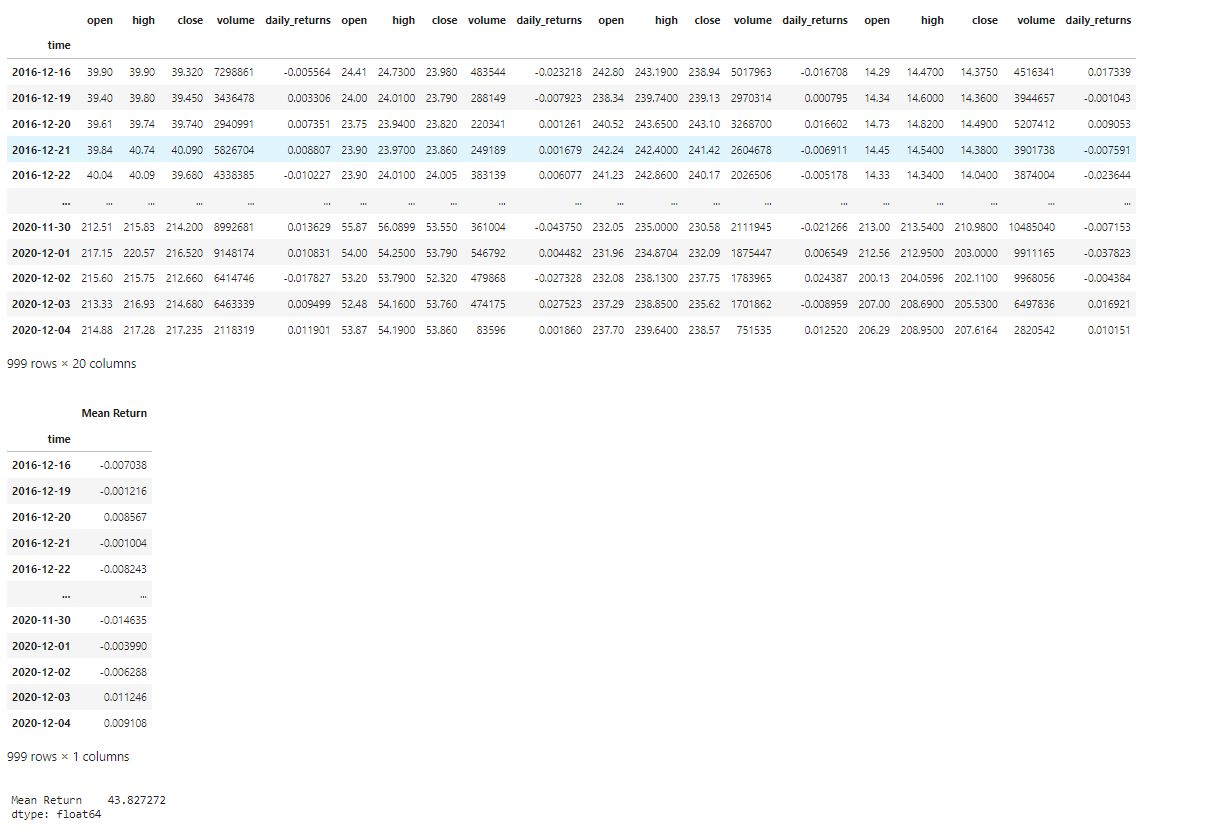 open high close volume daily_returns open high close volume daily_returns open high close volume daily_returns open high close volume daily_returns
time
2016-12-16 39.90 39.90 39.320 7298861 -0.005564 24.41 24.7300 23.980 483544 -0.023218 242.80 243.1900 238.94 5017963 -0.016708 14.29 14.4700 14.3750 4516341 0.017339
2016-12-19 39.40 39.80 39.450 3436478 0.003306 24.00 24.0100 23.790 288149 -0.007923 238.34 239.7400 239.13 2970314 0.000795 14.34 14.6000 14.3600 3944657 -0.001043
2016-12-20 39.61 39.74 39.740 2940991 0.007351 23.75 23.9400 23.820 220341 0.001261 240.52 243.6500 243.10 3268700 0.016602 14.73 14.8200 14.4900 5207412 0.009053
2016-12-21 39.84 40.74 40.090 5826704 0.008807 23.90 23.9700 23.860 249189 0.001679 242.24 242.4000 241.42 2604678 -0.006911 14.45 14.5400 14.3800 3901738 -0.007591
2016-12-22 40.04 40.09 39.680 4338385 -0.010227 23.90 24.0100 24.005 383139 0.006077 241.23 242.8600 240.17 2026506 -0.005178 14.33 14.3400 14.0400 3874004 -0.023644
... ... ... ... ... ... ... ... ... ... ... ... ... ... ... ... ... ... ... ... ...
2020-11-30 212.51 215.83 214.200 8992681 0.013629 55.87 56.0899 53.550 361004 -0.043750 232.05 235.0000 230.58 2111945 -0.021266 213.00 213.5400 210.9800 10485040 -0.007153
2020-12-01 217.15 220.57 216.520 9148174 0.010831 54.00 54.2500 53.790 546792 0.004482 231.96 234.8704 232.09 1875447 0.006549 212.56 212.9500 203.0000 9911165 -0.037823
2020-12-02 215.60 215.75 212.660 6414746 -0.017827 53.20 53.7900 52.320 479868 -0.027328 232.08 238.1300 237.75 1783965 0.024387 200.13 204.0596 202.1100 9968056 -0.004384
2020-12-03 213.33 216.93 214.680 6463339 0.009499 52.48 54.1600 53.760 474175 0.027523 237.29 238.8500 235.62 1701862 -0.008959 207.00 208.6900 205.5300 6497836 0.016921
2020-12-04 214.88 217.28 217.235 2118319 0.011901 53.87 54.1900 53.860 83596 0.001860 237.70 239.6400 238.57 751535 0.012520 206.29 208.9500 207.6164 2820542 0.010151
999 rows × 20 columns
Mean Return
time
2016-12-16 -0.007038
2016-12-19 -0.001216
2016-12-20 0.008567
2016-12-21 -0.001004
2016-12-22 -0.008243
... ...
2020-11-30 -0.014635
2020-12-01 -0.003990
2020-12-02 -0.006288
2020-12-03 0.011246
2020-12-04 0.009108
999 rows × 1 columns
Mean Return 43.827272
dtype: float64